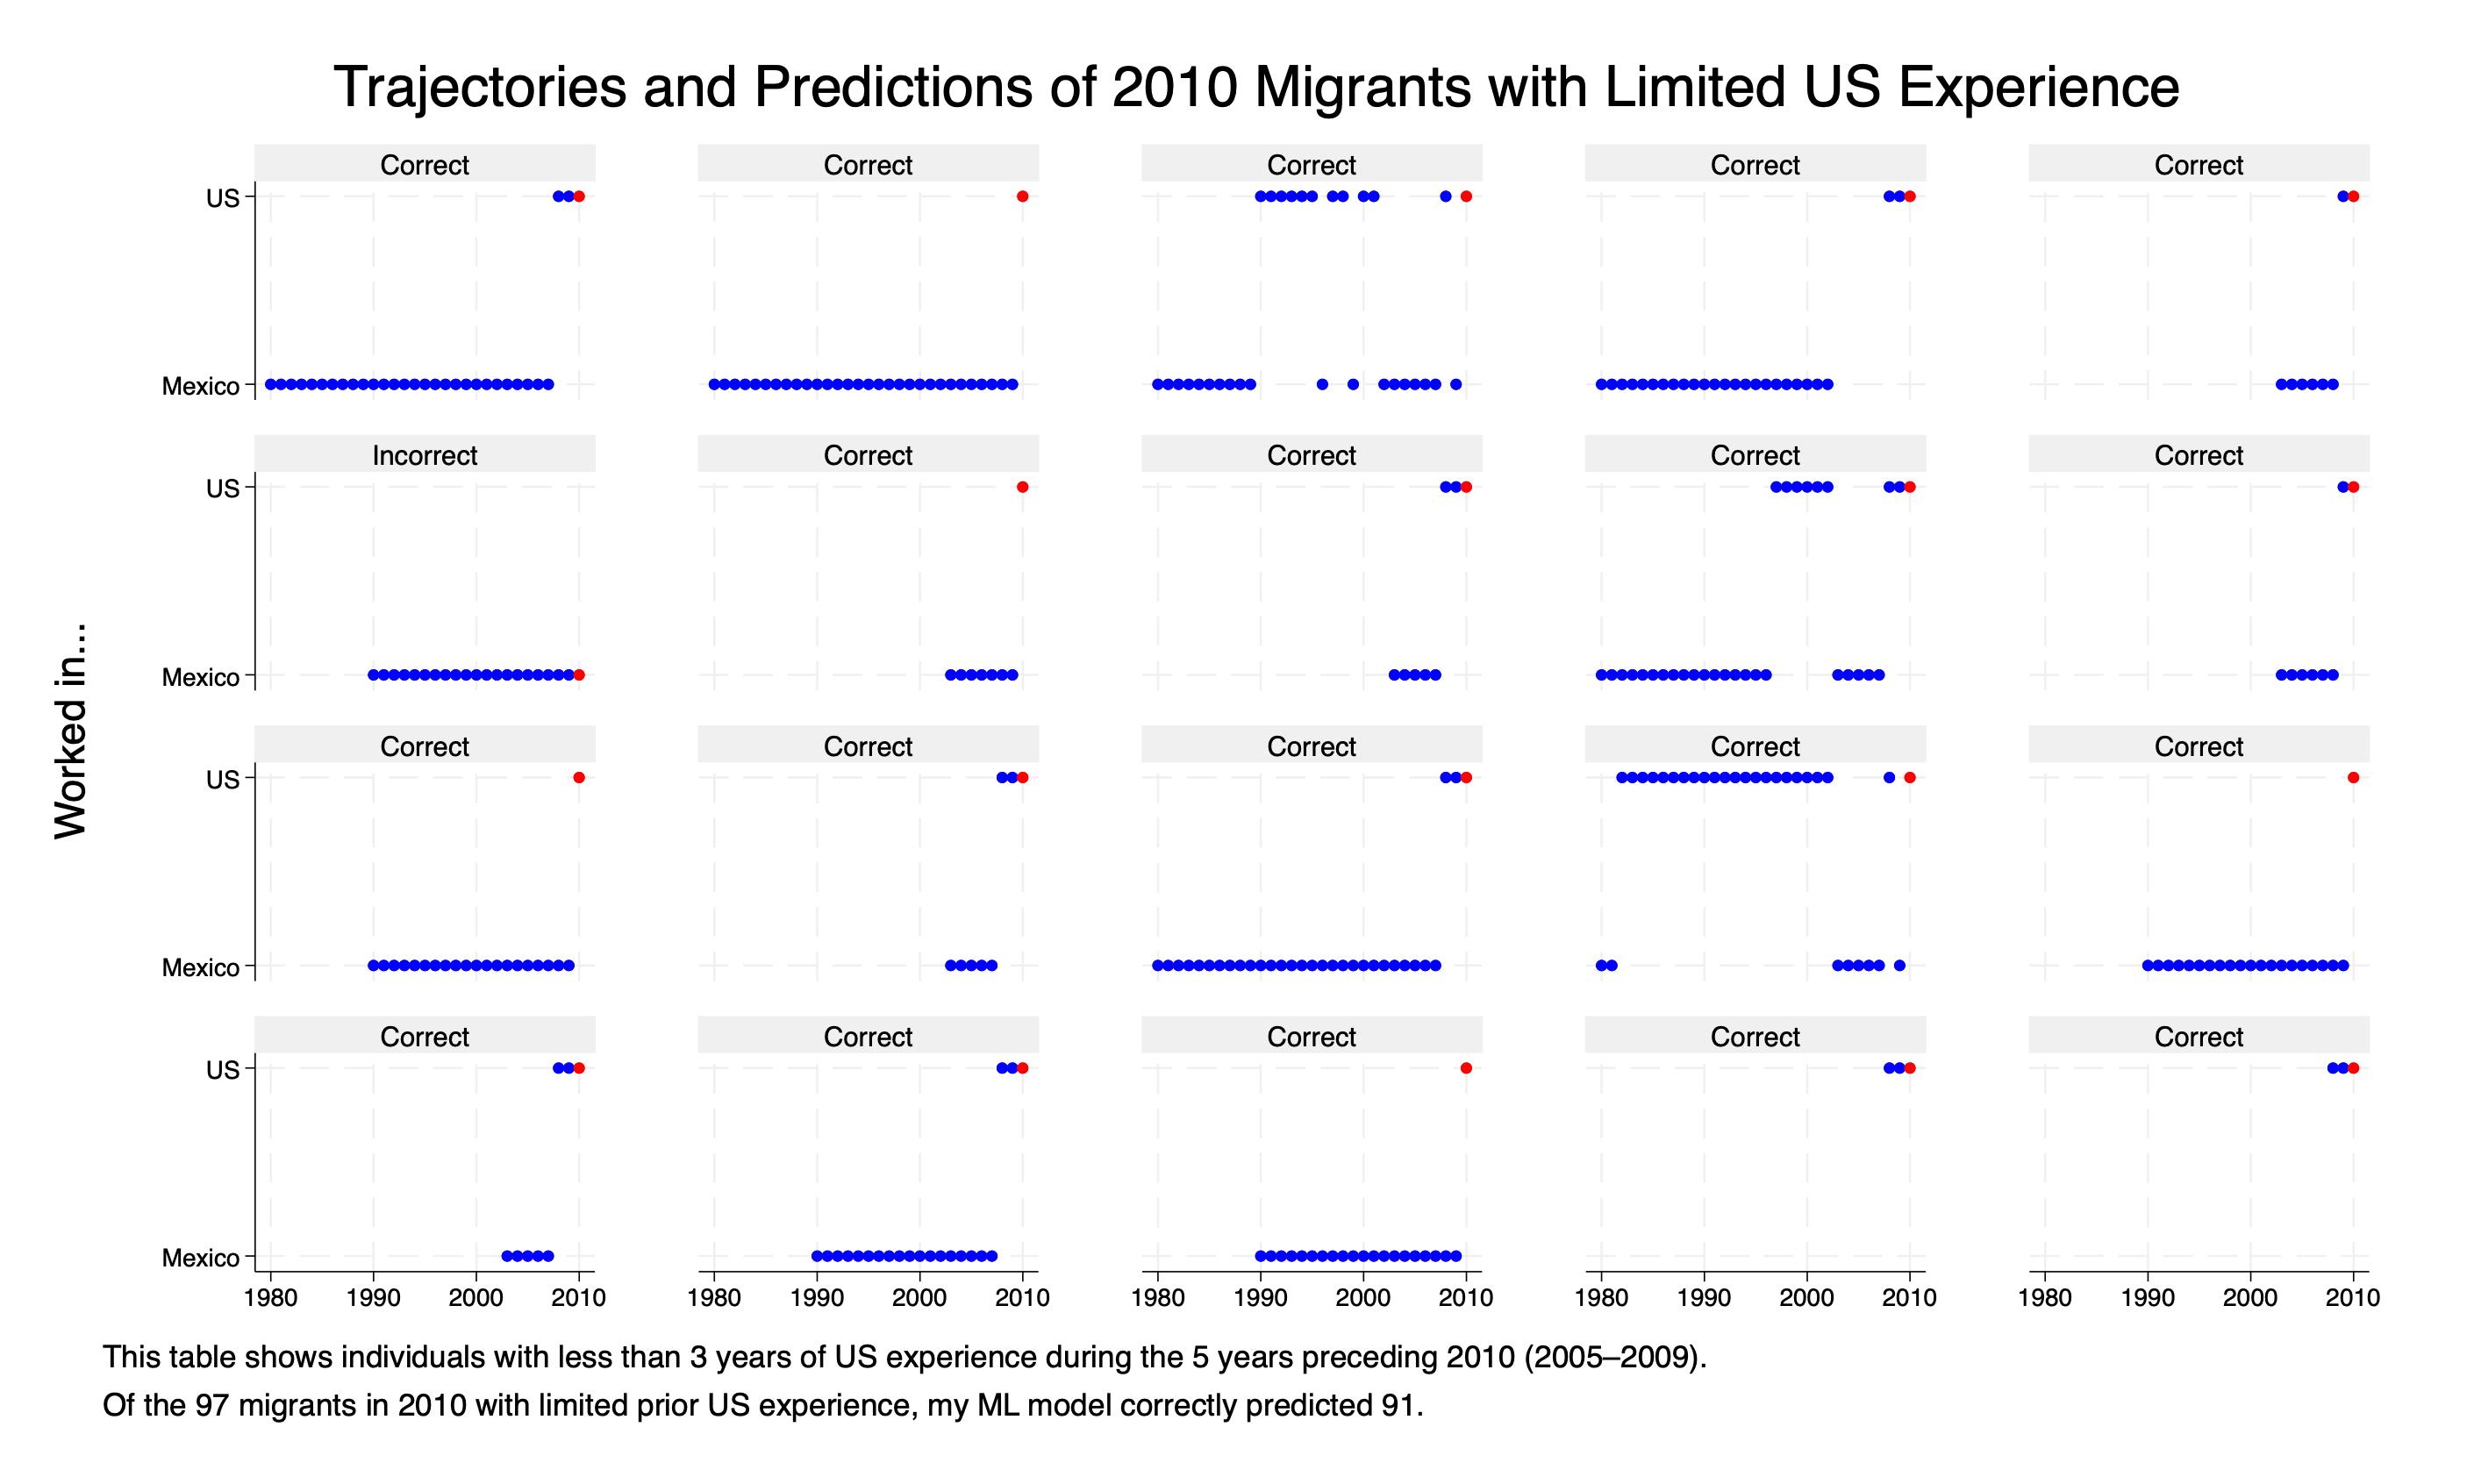 Trajectories and Predictions of 2010 Migrants with Limited US Experience
Correct Correct Correct Correct Correct
US
Mexico
Incorrect Correct Correct Correct Correct
US
Mexico
Worked in...
Correct Correct Correct Correct Correct
US
Mexico
Correct Correct Correct Correct Correct
US
Mexico
1980 1990 2000 2010 1980 1990 2000 2010 1980 1990 2000 2010 1980 1990 2000 2010 1980 1990 2000 2010
This table shows individuals with less than 3 years of US experience during the 5 years preceding 2010 (2005–2009).
Of the 97 migrants in 2010 with limited prior US experience, my ML model correctly predicted 91.